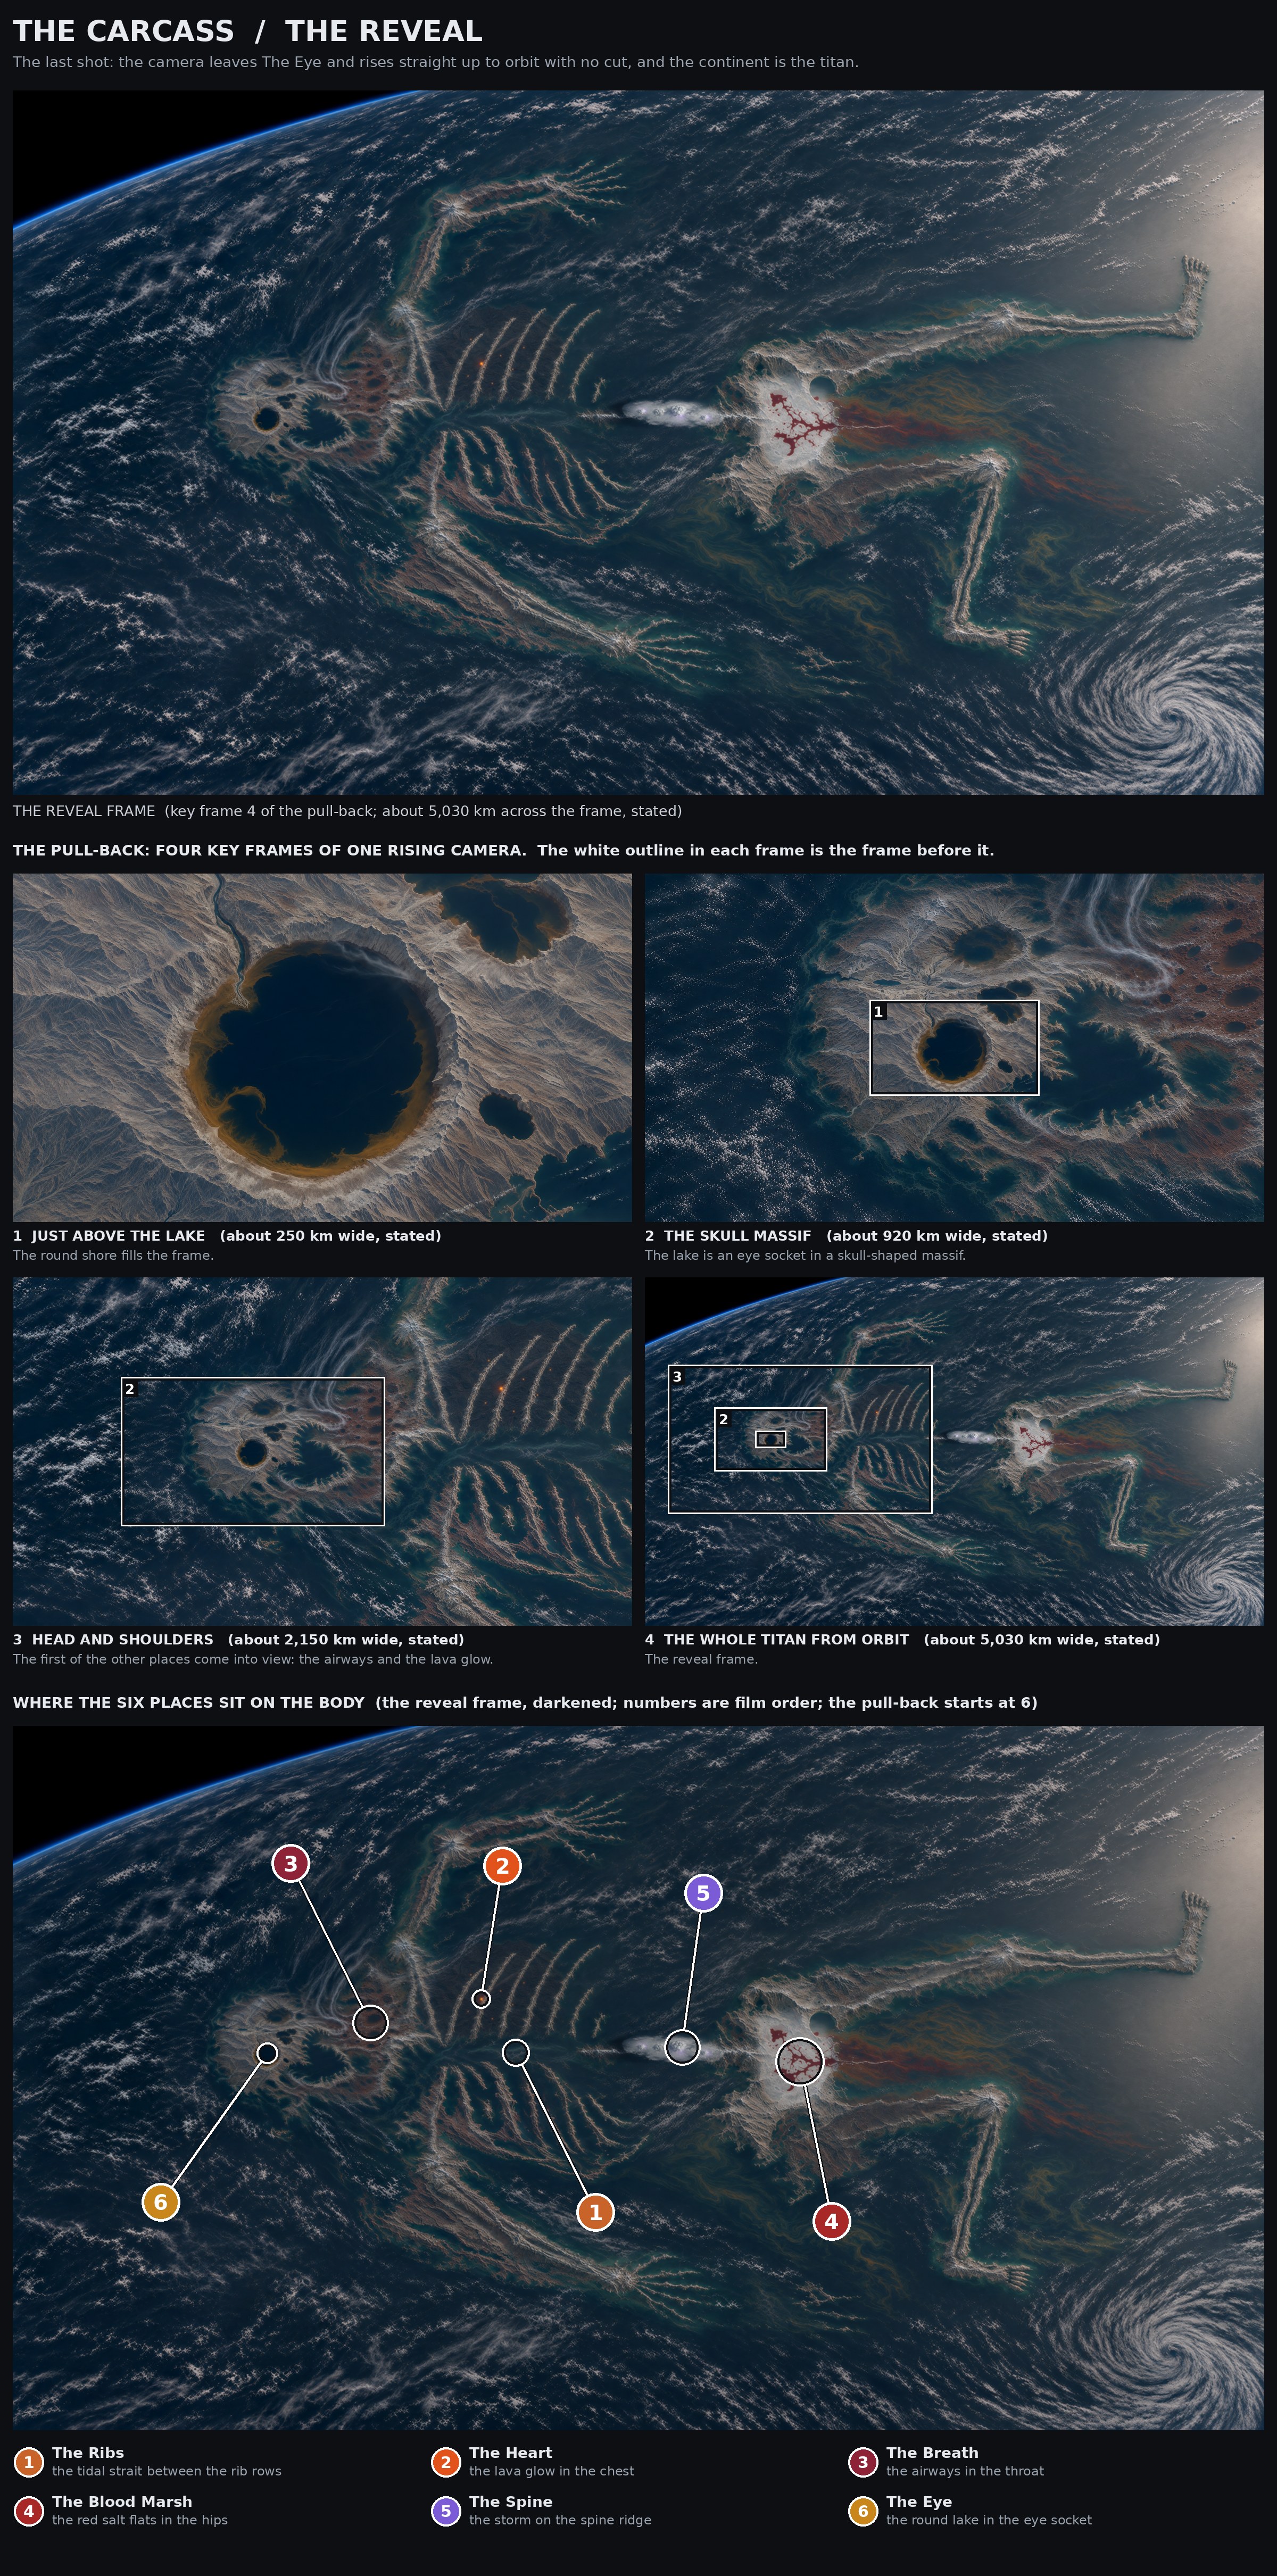 THE CARCASS / THE REVEAL
The last shot: the camera leaves The Eye and rises straight up to orbit with no cut, and the continent is the titan.
THE REVEAL FRAME (key frame 4 of the pull-back; about 5,030 km across the frame, stated)
THE PULL-BACK: FOUR KEY FRAMES OF ONE RISING CAMERA. The white outline in each frame is the frame before it.
1
1 JUST ABOVE THE LAKE (about 250 km wide, stated)
The round shore fills the frame.
2 THE SKULL MASSIF (about 920 km wide, stated)
The lake is an eye socket in a skull-shaped massif.
2
3
2
3 HEAD AND SHOULDERS (about 2,150 km wide, stated)
The first of the other places come into view: the airways and the lava glow.
4 THE WHOLE TITAN FROM ORBIT (about 5,030 km wide, stated)
The reveal frame.
WHERE THE SIX PLACES SIT ON THE BODY (the reveal frame, darkened; numbers are film order; the pull-back starts at 6)
3
2
5
6
1
4
1 The Ribs
the tidal strait between the rib rows
2 The Heart
the lava glow in the chest
3 The Breath
the airways in the throat
4 The Blood Marsh
the red salt flats in the hips
5 The Spine
the storm on the spine ridge
6 The Eye
the round lake in the eye socket